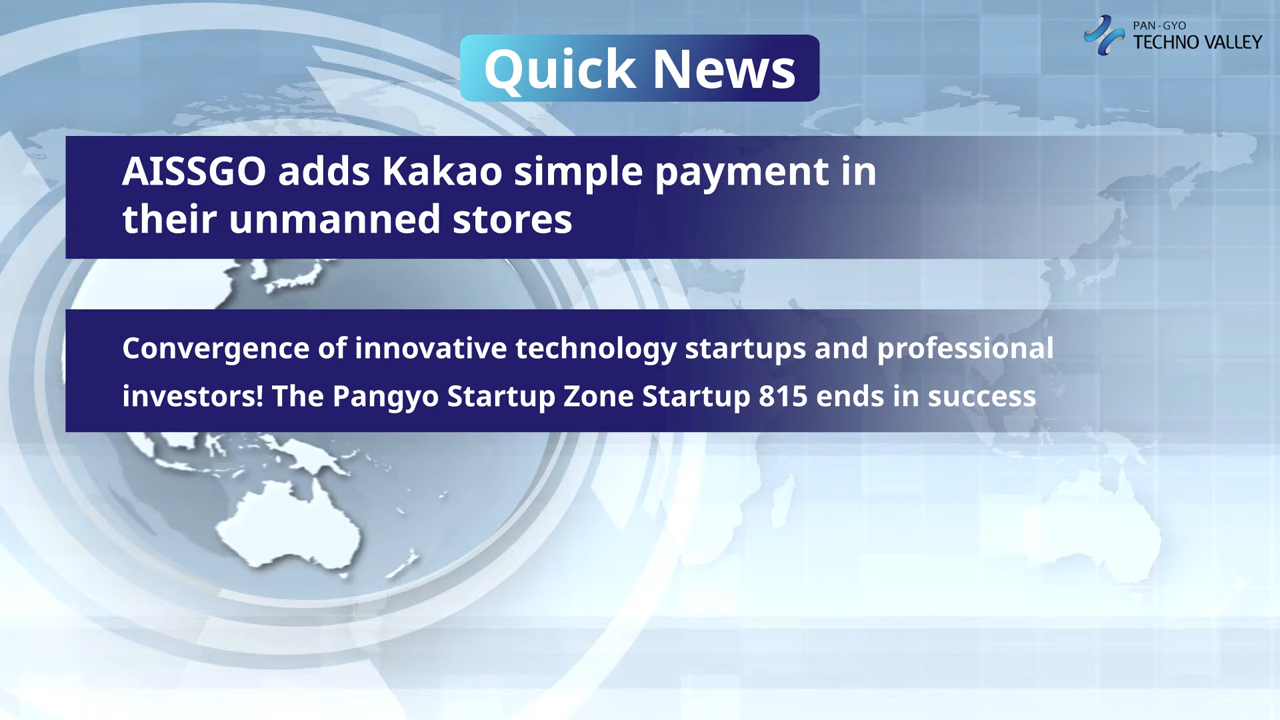 PAN-GYO
TECHNO VALLEY
Quick News
AISSGO adds Kakao simple payment in
their unmanned stores
Convergence of innovative technology startups and professional
investors! The Pangyo Startup Zone Startup 815 ends in success